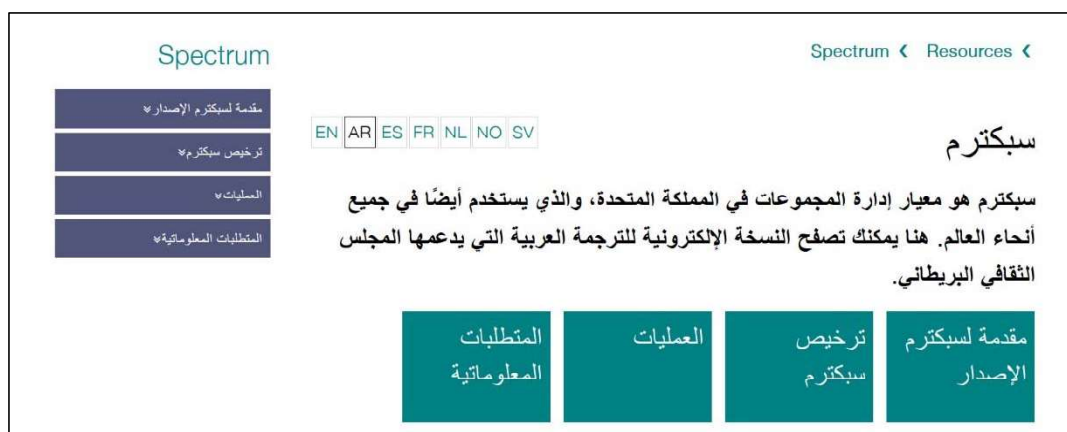 Spectrum ❮ Resources ❮
سبكترم
EN AR ES FR NL NO SV
سبكترم هو معيار إدارة المجموعات في المملكة المتحدة، والذي يستخدم أيضًا في جميع
أنحاء العالم. هنا يمكنك تصفح النسخة الإلكترونية للترجمة العربية التي يدعمها المجلس
الثقافي البريطاني.
مقدمة لسبكترم
الإصدار
ترخيص
سبكترم
العمليات
المتطلبات
المعلوماتية
Spectrum
مقدمة لسبكترم الإصدار
ترخيص سبكترم
العمليات
المتطلبات المعلوماتية